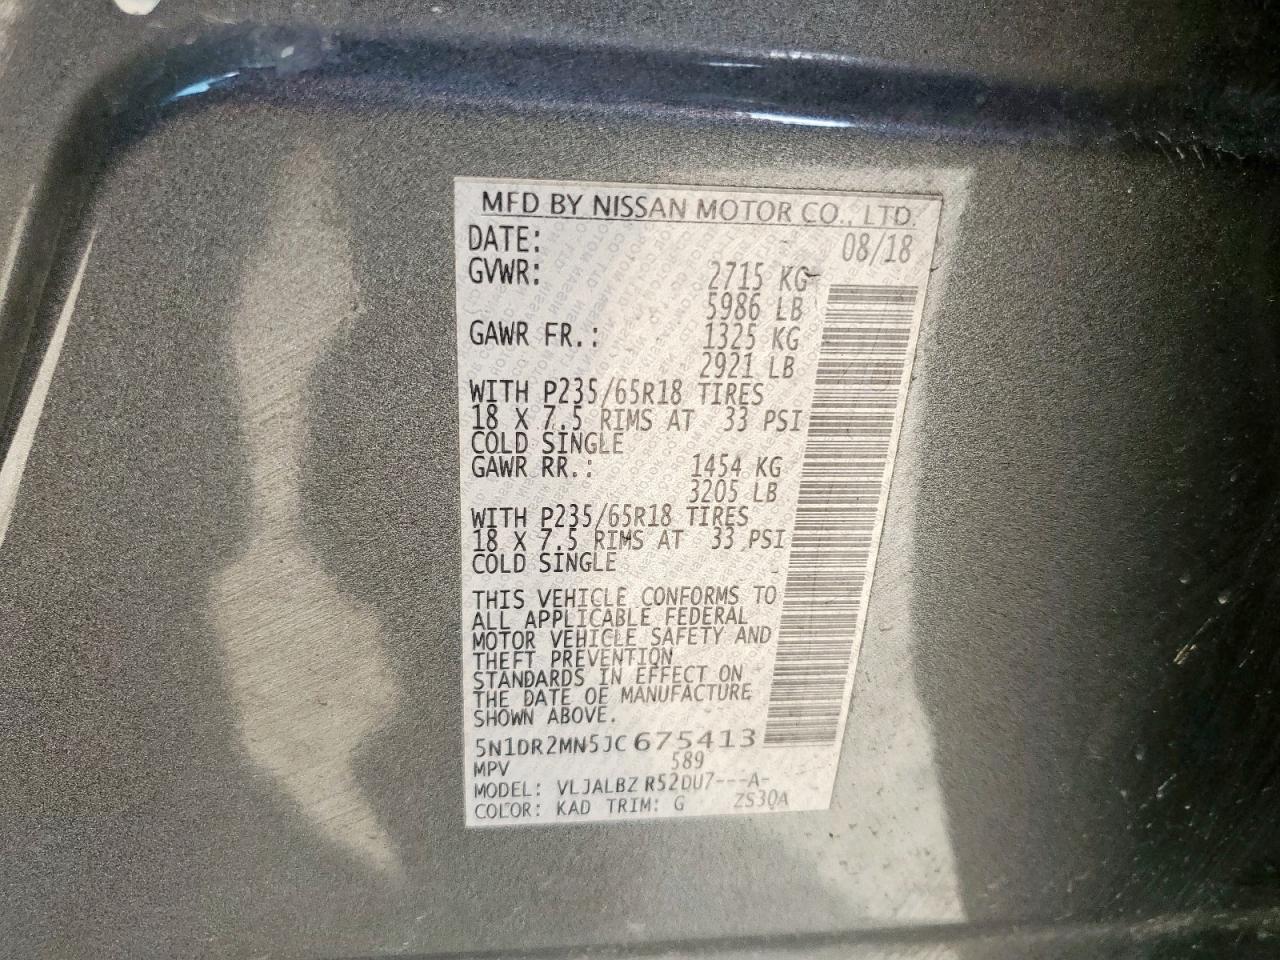 MFD BY NISSAN MOTOR CO., LTD.
DATE: 08/18
GVWR: 2715 KG
5986 LB
GAWR FR.: 1325 KG
2921 LB
WITH P235/65R18 TIRES
18 X 7.5 RIMS AT 33 PSI
COLD SINGLE
GAWR RR.: 1454 KG
3205 LB
WITH P235/65R18 TIRES
18 X 7.5 RIMS AT 33 PSI
COLD SINGLE
THIS VEHICLE CONFORMS TO
ALL APPLICABLE FEDERAL
MOTOR VEHICLE SAFETY AND
THEFT PREVENTION
STANDARDS IN EFFECT ON
THE DATE OF MANUFACTURE
SHOWN ABOVE.
5N1DR2MN5JC675413
MPV 589
MODEL: VLJALBZ R52DU7---A-
COLOR: KAD TRIM: G ZS3QA